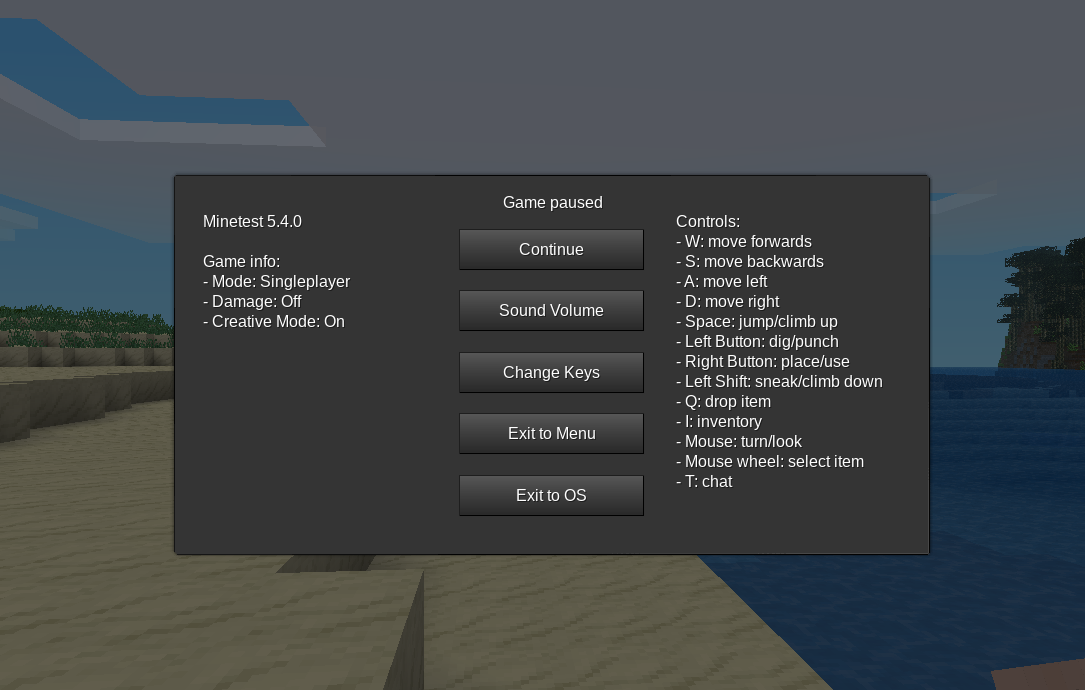 Game paused
Minetest 5.4.0
Game info:
- Mode: Singleplayer
- Damage: Off
- Creative Mode: On
Continue
Sound Volume
Change Keys
Exit to Menu
Exit to OS
Controls:
- W: move forwards
- S: move backwards
- A: move left
- D: move right
- Space: jump/climb up
- Left Button: dig/punch
- Right Button: place/use
- Left Shift: sneak/climb down
- Q: drop item
- I: inventory
- Mouse: turn/look
- Mouse wheel: select item
- T: chat